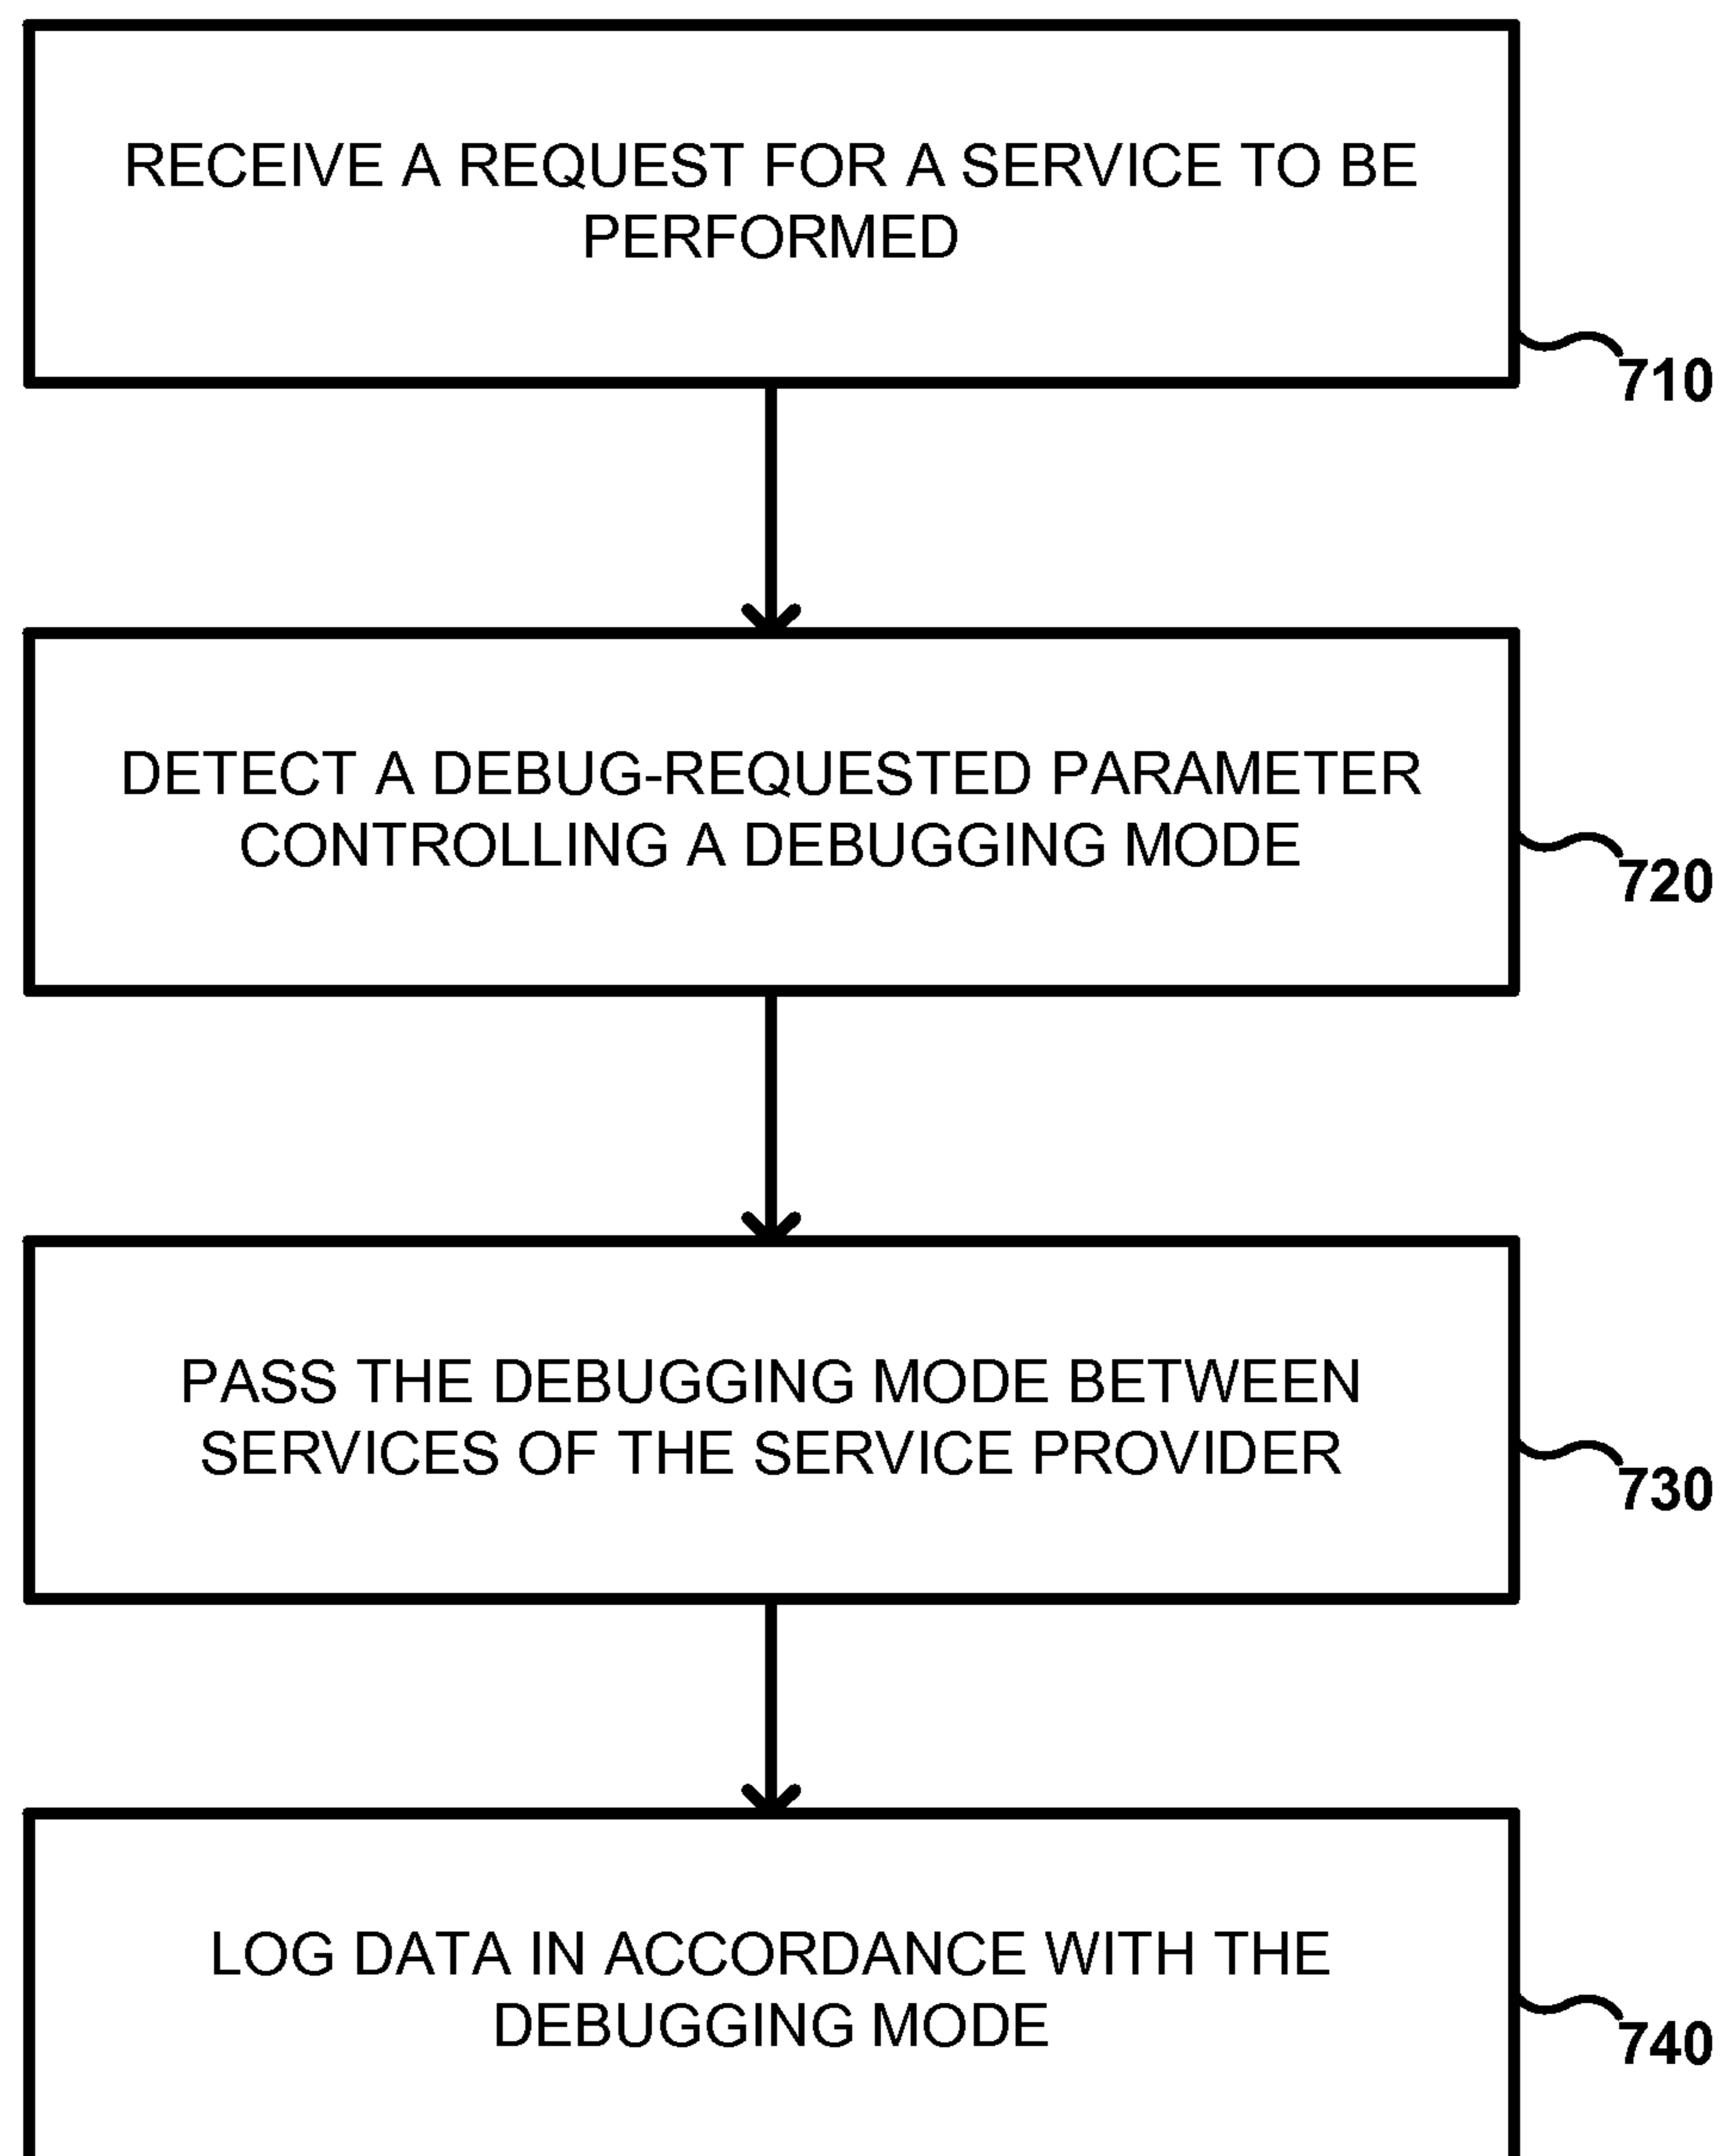 RECEIVE A REQUEST FOR A SERVICE TO BE
PERFORMED
710
DETECT A DEBUG-REQUESTED PARAMETER
CONTROLLING A DEBUGGING MODE
720
PASS THE DEBUGGING MODE BETWEEN
SERVICES OF THE SERVICE PROVIDER
730
LOG DATA IN ACCORDANCE WITH THE
DEBUGGING MODE
740